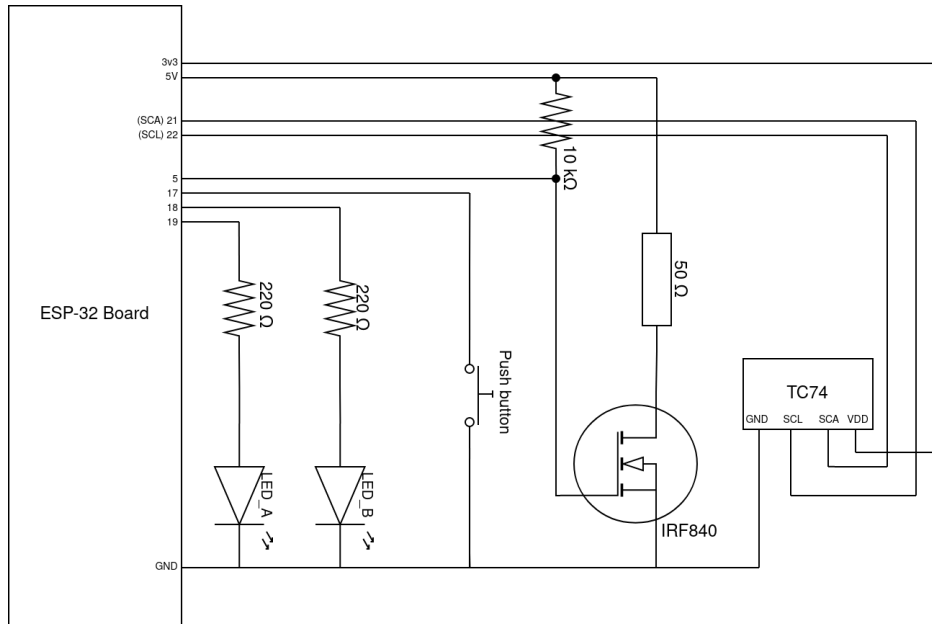 3v3
5V
(SCA) 21
(SCL) 22
5
17
18
19
10 kΩ
50 Ω
220 Ω
220 Ω
ESP-32 Board
Push button
TC74
GND SCL SCA VDD
LED_A
LED_B
IRF840
GND